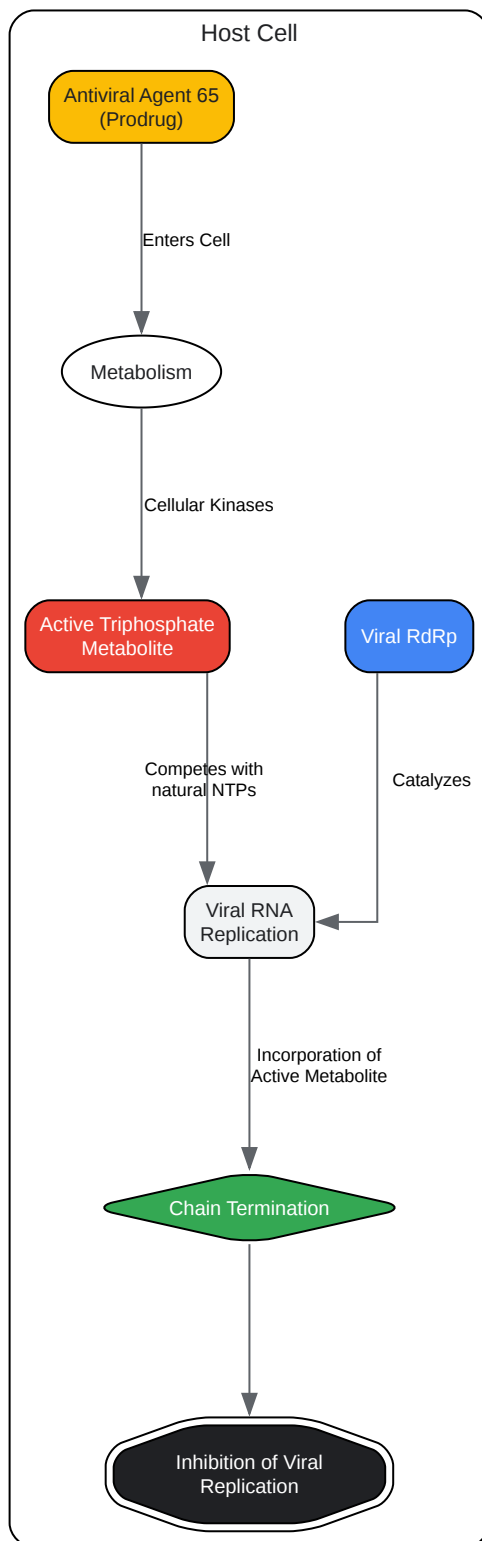 Host Cell
Antiviral Agent 65
(Prodrug)
Enters Cell
Metabolism
Cellular Kinases
Active Triphosphate
Metabolite
Viral RdRp
Competes with
natural NTPs
Catalyzes
Viral RNA
Replication
Incorporation of
Active Metabolite
Chain Termination
Inhibition of Viral
Replication